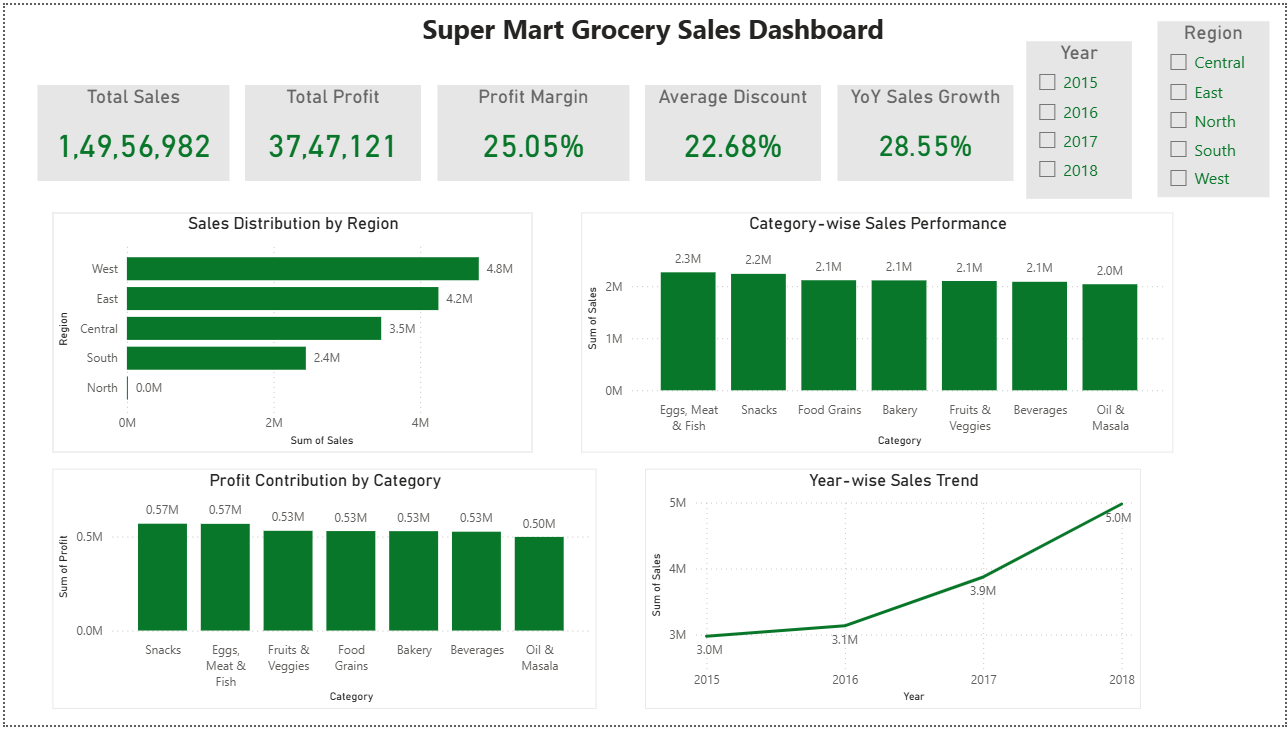 Super Mart Grocery Sales Dashboard
Total Sales
1,49,56,982
Total Profit
37,47,121
Profit Margin
25.05%
Average Discount
22.68%
YoY Sales Growth
28.55%
Year
2015
2016
2017
2018
Region
Central
East
North
South
West
Sales Distribution by Region
Region
West 4.8M
East 4.2M
Central 3.5M
South 2.4M
North 0.0M
0M 2M 4M
Sum of Sales
Category-wise Sales Performance
Sum of Sales
2M
1M
0M
2.3M 2.2M 2.1M 2.1M 2.1M 2.1M 2.0M
Eggs, Meat Snacks Food Grains Bakery Fruits & Beverages Oil &
& Fish Veggies Masala
Category
Profit Contribution by Category
Sum of Profit
0.57M 0.57M 0.53M 0.53M 0.53M 0.53M 0.50M
0.5M
0.0M
Snacks Eggs, Fruits & Food Bakery Beverages Oil &
Meat & Veggies Grains Masala
Fish
Category
Year-wise Sales Trend
Sum of Sales
5M
4M
3M
3.0M
3.1M
3.9M
5.0M
2015 2016 2017 2018
Year